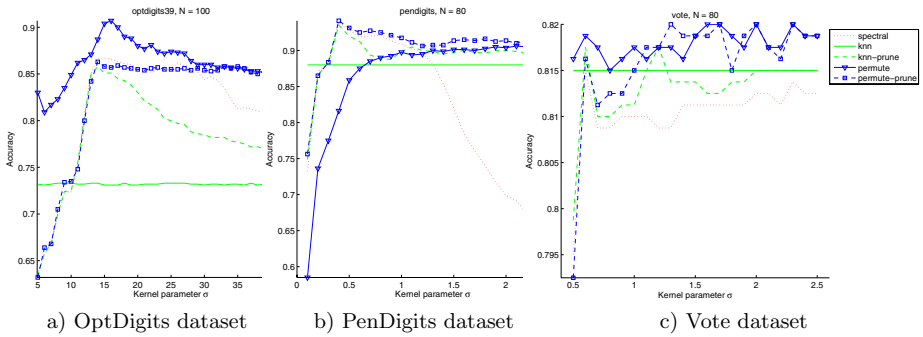 optdigits39, N = 100
0.9
0.85
0.8
0.75
0.7
0.65
Accuracy
5 10 15 20 25 30 35
Kernel parameter σ
a) OptDigits dataset
pendigits, N = 80
0.95
0.9
0.85
0.8
0.75
0.7
0.65
0.6
Accuracy
0 0.5 1 1.5 2
Kernel parameter σ
b) PenDigits dataset
vote, N = 80
0.82
0.815
0.81
0.805
0.80
0.795
Accuracy
0.5 1 1.5 2 2.5
Kernel parameter σ
c) Vote dataset
spectral
knn
knn-prune
permute
permute-prune